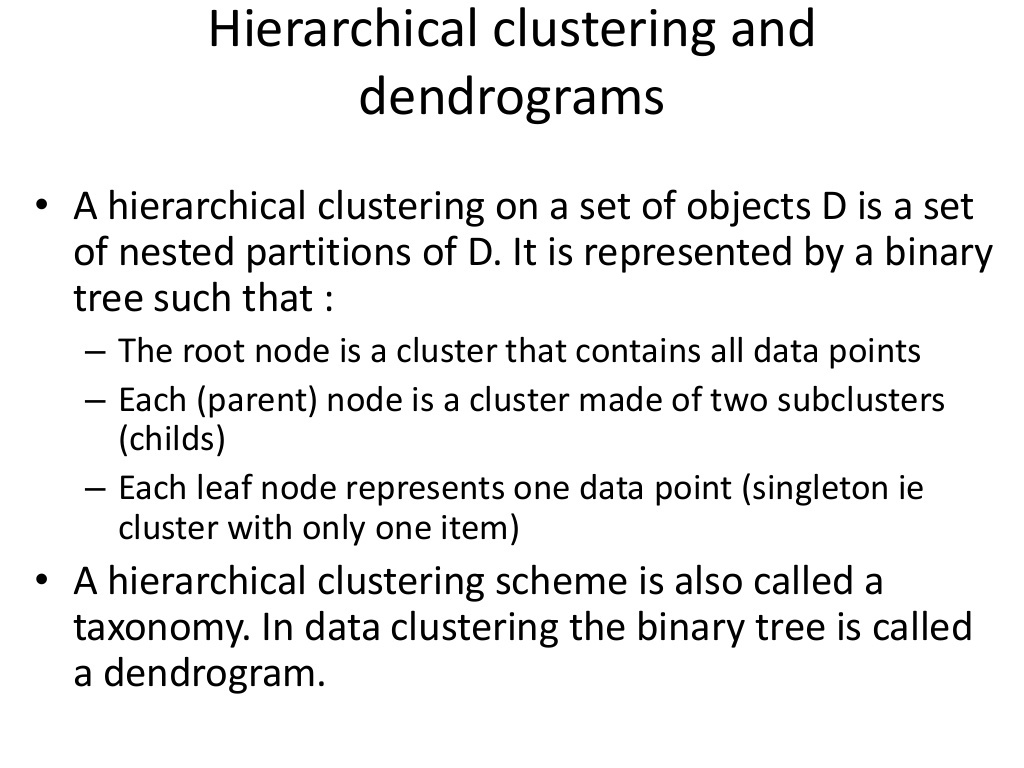 Hierarchical clustering and
dendrograms
• A hierarchical clustering on a set of objects D is a set
of nested partitions of D. It is represented by a binary
tree such that :
– The root node is a cluster that contains all data points
– Each (parent) node is a cluster made of two subclusters
(childs)
– Each leaf node represents one data point (singleton ie
cluster with only one item)
• A hierarchical clustering scheme is also called a
taxonomy. In data clustering the binary tree is called
a dendrogram.